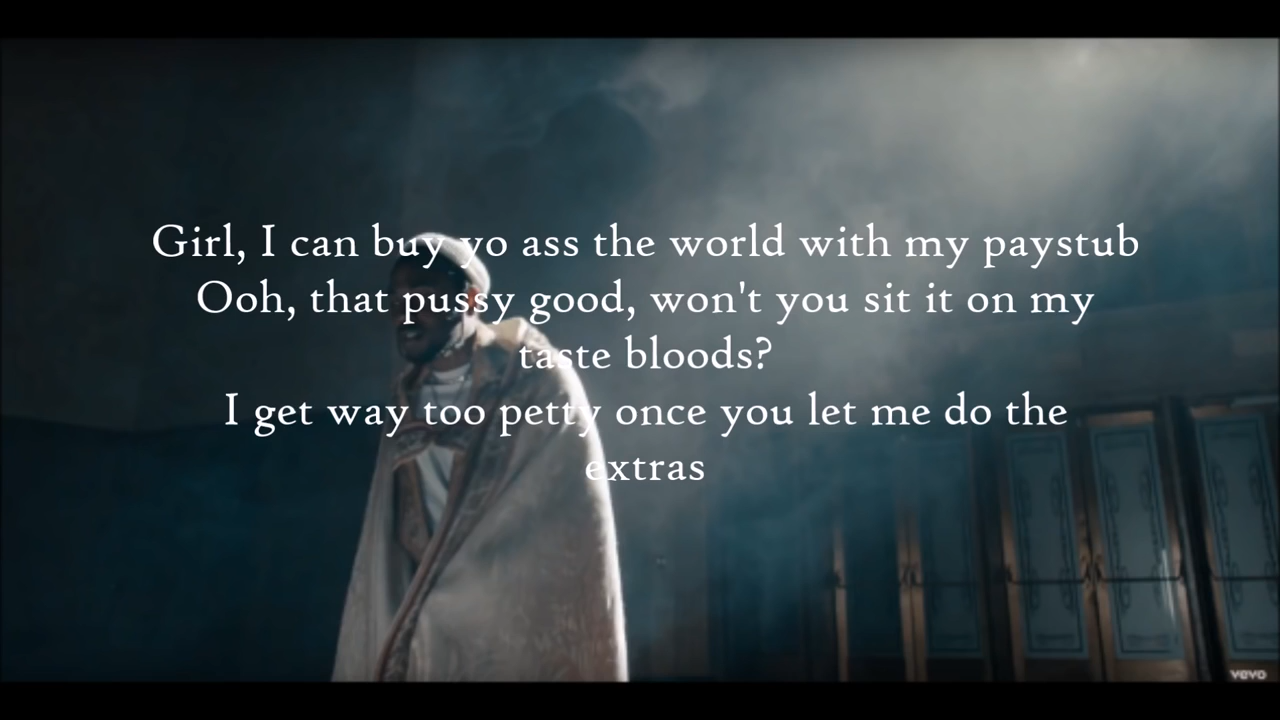 Girl, I can buy yo ass the world with my paystub
Ooh, that pussy good, won't you sit it on my
taste bloods?
I get way too petty once you let me do the
extras
vevo